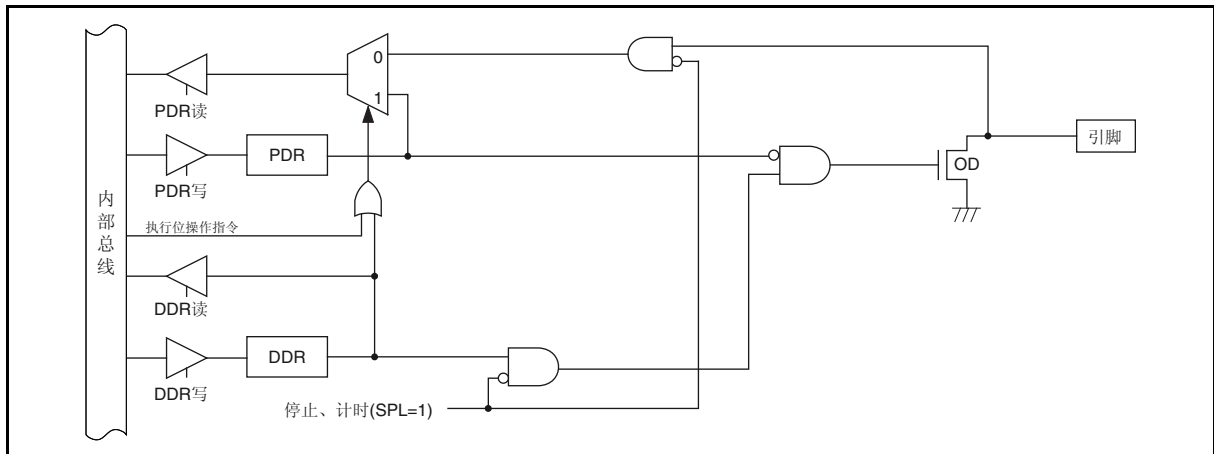 0
1
PDR读
PDR
PDR写
引脚
OD
内部总线
执行位操作指令
DDR读
DDR
DDR写
停止、计时(SPL=1)